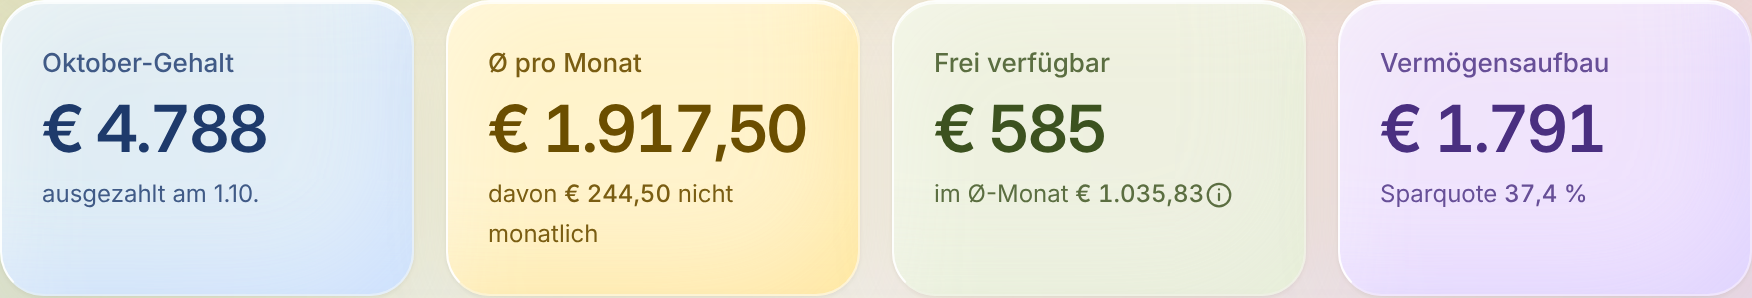 Oktober-Gehalt
€ 4.788
ausgezahlt am 1.10.
Ø pro Monat
€ 1.917,50
davon € 244,50 nicht
monatlich
Frei verfügbar
€ 585
im Ø-Monat € 1.035,83
Vermögensaufbau
€ 1.791
Sparquote 37,4 %